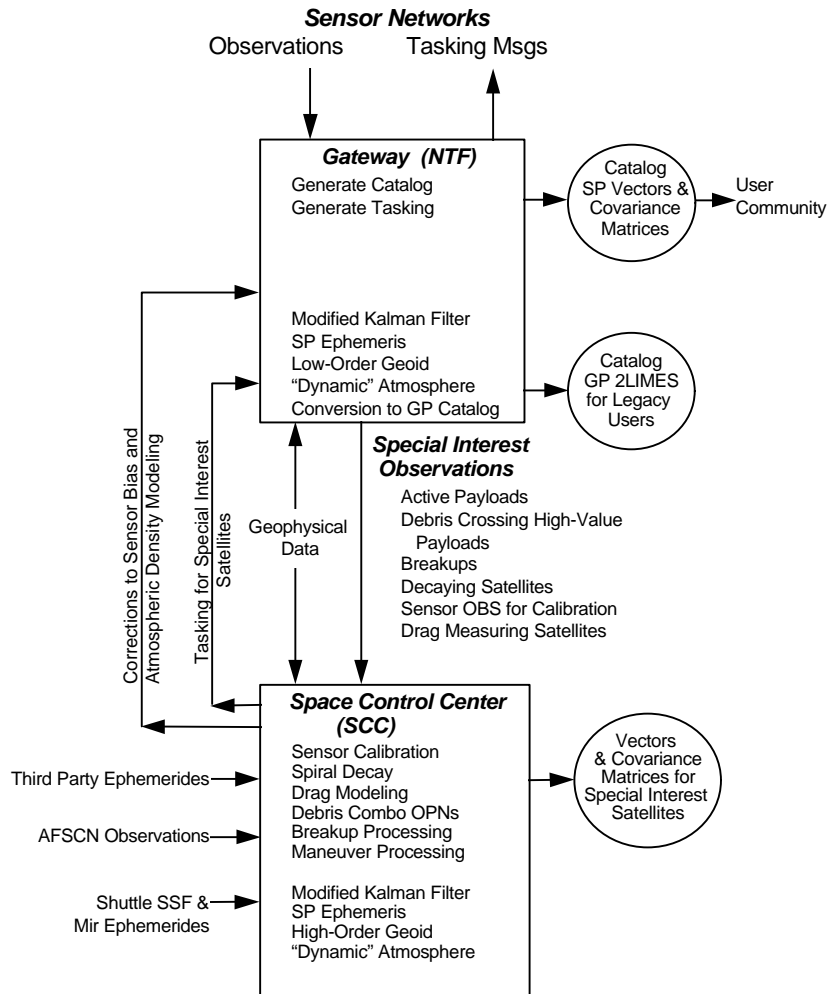 Sensor Networks
Observations
Tasking Msgs
Gateway (NTF)
Generate Catalog
Generate Tasking
Modified Kalman Filter
SP Ephemeris
Low-Order Geoid
“Dynamic” Atmosphere
Conversion to GP Catalog
Catalog
SP Vectors &
Covariance
Matrices
User
Community
Catalog
GP 2LIMES
for Legacy
Users
Corrections to Sensor Bias and
Atmospheric Density Modeling
Tasking for Special Interest
Satellites
Geophysical
Data
Special Interest
Observations
Active Payloads
Debris Crossing High-Value
Payloads
Breakups
Decaying Satellites
Sensor OBS for Calibration
Drag Measuring Satellites
Space Control Center
(SCC)
Sensor Calibration
Spiral Decay
Drag Modeling
Debris Combo OPNs
Breakup Processing
Maneuver Processing
Modified Kalman Filter
SP Ephemeris
High-Order Geoid
“Dynamic” Atmosphere
Third Party Ephemerides
AFSCN Observations
Shuttle SSF &
Mir Ephemerides
Vectors
& Covariance
Matrices for
Special Interest
Satellites